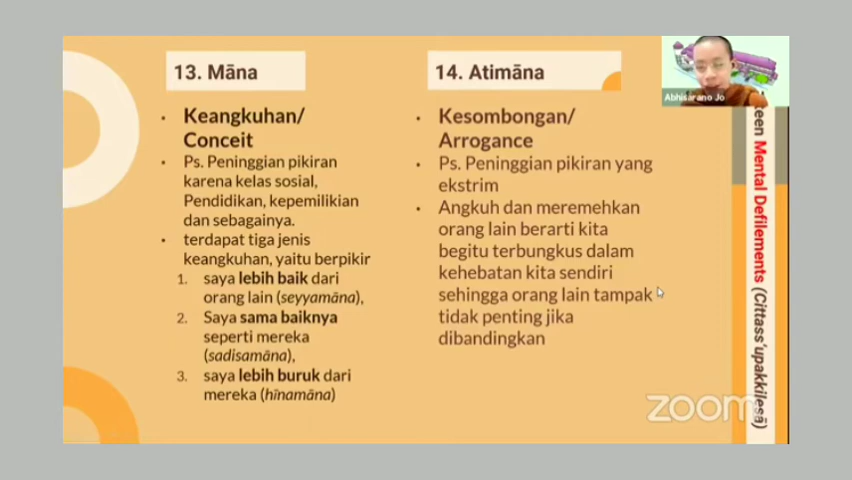 13. Māna
Keangkuhan/
Conceit
Ps. Peninggian pikiran
karena kelas sosial,
Pendidikan, kepemilikian
dan sebagainya.
terdapat tiga jenis
keangkuhan, yaitu berpikir
1. saya lebih baik dari
orang lain (seyyamāna),
2. Saya sama baiknya
seperti mereka
(sadisamāna),
3. saya lebih buruk dari
mereka (hīnamāna)
14. Atimāna
Kesombongan/
Arrogance
Ps. Peninggian pikiran yang
ekstrim
Angkuh dan meremehkan
orang lain berarti kita
begitu terbungkus dalam
kehebatan kita sendiri
sehingga orang lain tampak
tidak penting jika
dibandingkan
Abhisarano Jo
teen Mental Defilements (Cittass'upakkilesā)
zoom